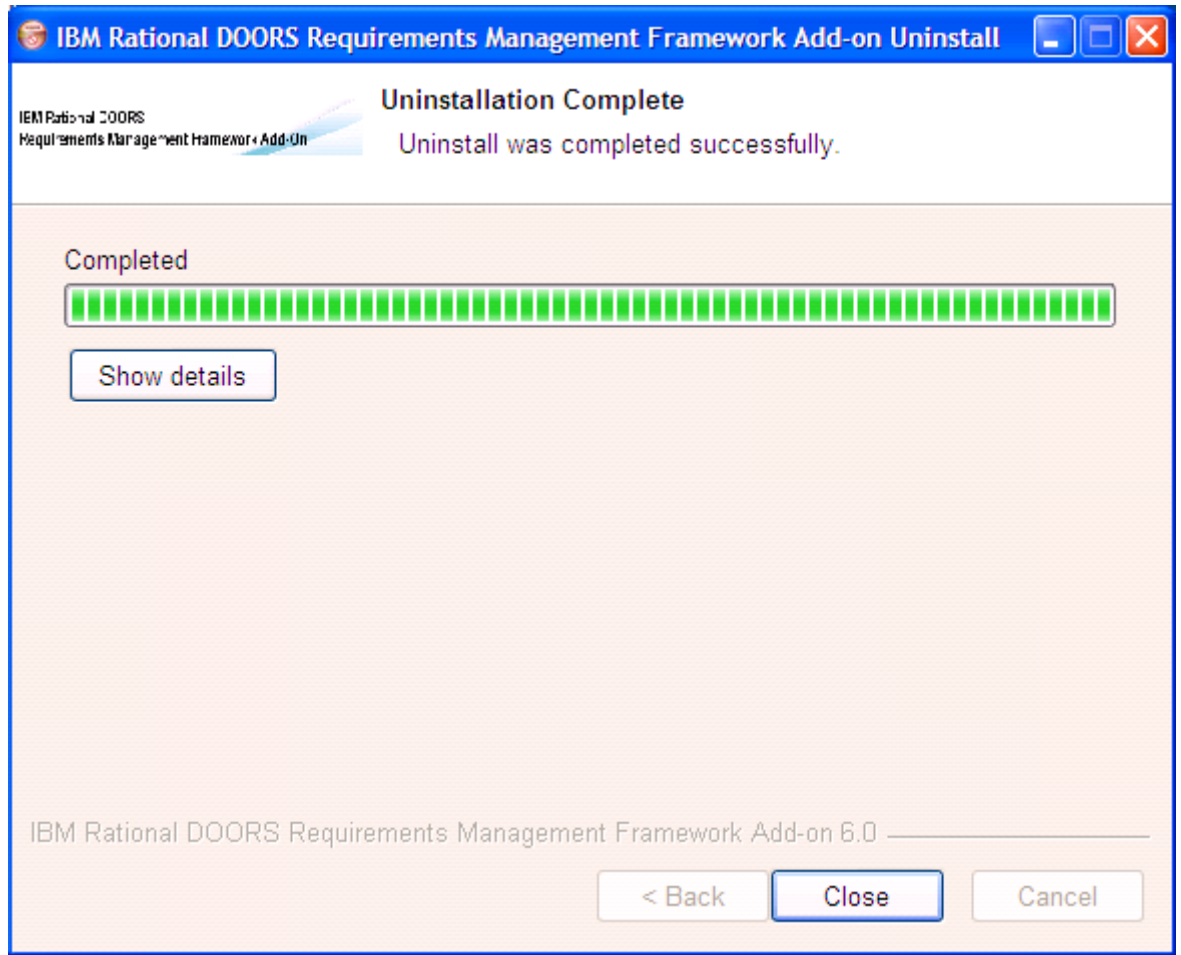 IBM Rational DOORS Requirements Management Framework Add-on Uninstall
IBM Rational DOORS
Requirements Management Framework Add-On
Uninstallation Complete
Uninstall was completed successfully.
Completed
Show details
IBM Rational DOORS Requirements Management Framework Add-on 6.0
< Back
Close
Cancel